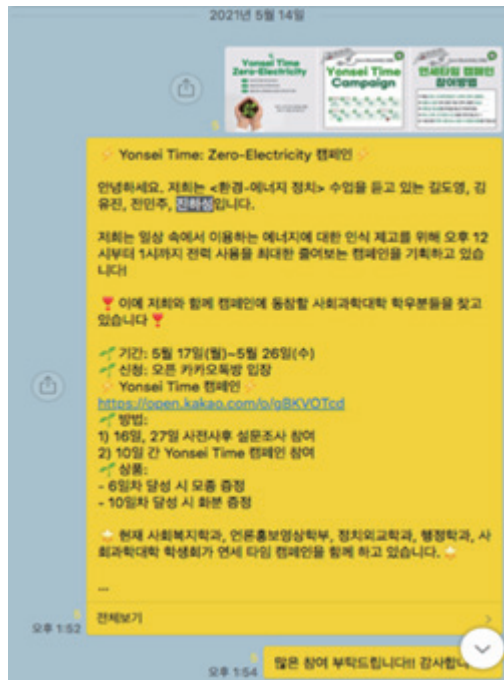 2021년 5월 14일
Yonsei Time
Zero-Electricity
Yonsei Time
Campaign
연세타임 캠페인
참여방법
Yonsei Time: Zero-Electricity 캠페인
안녕하세요. 저희는 <환경-에너지 정치> 수업을 듣고 있는 길도영, 김
유진, 전민주, 진하성입니다.
저희는 일상 속에서 이용하는 에너지에 대한 인식 제고를 위해 오후 12
시부터 1시까지 전력 사용을 최대한 줄여보는 캠페인을 기획하고 있습
니다!
이에 저희와 함께 캠페인에 동참할 사회과학대학 학우분들을 찾고
있습니다
기간: 5월 17일(월)~5월 26일(수)
신청: 오픈 카카오톡방 입장
Yonsei Time 캠페인
https://open.kakao.com/o/gBKVOTcd
방법:
1) 16일, 27일 사전사후 설문조사 참여
2) 10일 간 Yonsei Time 캠페인 참여
상품:
- 6일차 달성 시 모종 증정
- 10일차 달성 시 화분 증정
현재 사회복지학과, 언론홍보영상학부, 정치외교학과, 행정학과, 사
회과학대학 학생회가 연세 타임 캠페인을 함께 하고 있습니다.
...
전체보기
오후 1:52
많은 참여 부탁드립니다!!! 감사합니
오후 1:54